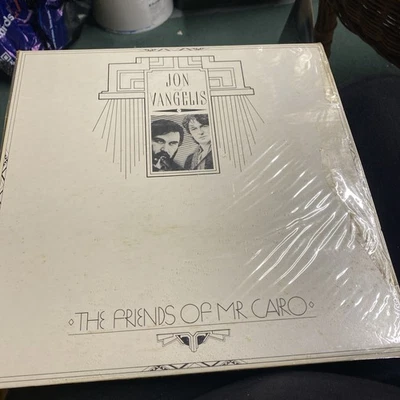 JON
&
VANGELIS
◦THE FRIENDS OF MR. CAIRO◦